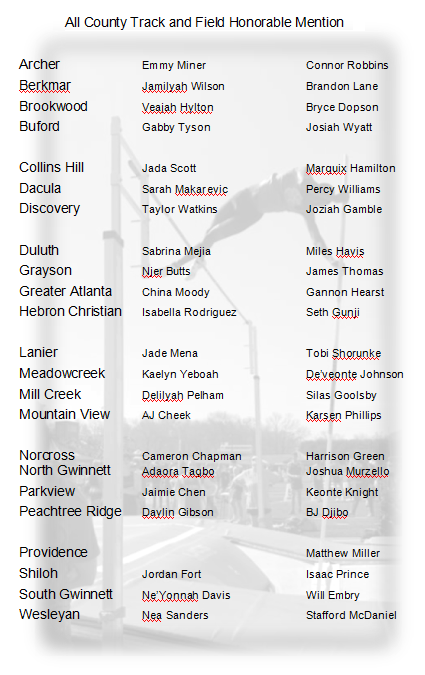 All County Track and Field Honorable Mention
Archer Emmy Miner Connor Robbins
Berkmar Jamilyah Wilson Brandon Lane
Brookwood Veaiah Hylton Bryce Dopson
Buford Gabby Tyson Josiah Wyatt
Collins Hill Jada Scott Marquix Hamilton
Dacula Sarah Makarevic Percy Williams
Discovery Taylor Watkins Joziah Gamble
Duluth Sabrina Mejia Miles Havis
Grayson Njer Butts James Thomas
Greater Atlanta China Moody Gannon Hearst
Hebron Christian Isabella Rodriguez Seth Gunji
Lanier Jade Mena Tobi Shorunke
Meadowcreek Kaelyn Yeboah De'veonte Johnson
Mill Creek Delilyah Pelham Silas Goolsby
Mountain View AJ Cheek Karsen Phillips
Norcross Cameron Chapman Harrison Green
North Gwinnett Adaora Tagbo Joshua Murzello
Parkview Jaimie Chen Keonte Knight
Peachtree Ridge Davlin Gibson BJ Djibo
Providence Matthew Miller
Shiloh Jordan Fort Isaac Prince
South Gwinnett Ne'Yonnah Davis Will Embry
Wesleyan Nea Sanders Stafford McDaniel